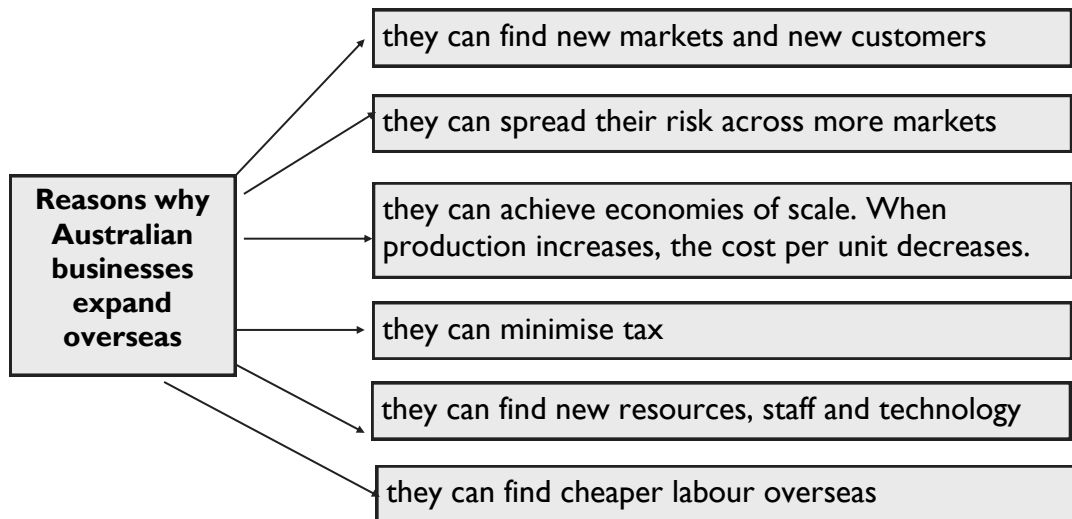 Reasons why
Australian
businesses
expand
overseas
they can find new markets and new customers
they can spread their risk across more markets
they can achieve economies of scale. When
production increases, the cost per unit decreases.
they can minimise tax
they can find new resources, staff and technology
they can find cheaper labour overseas